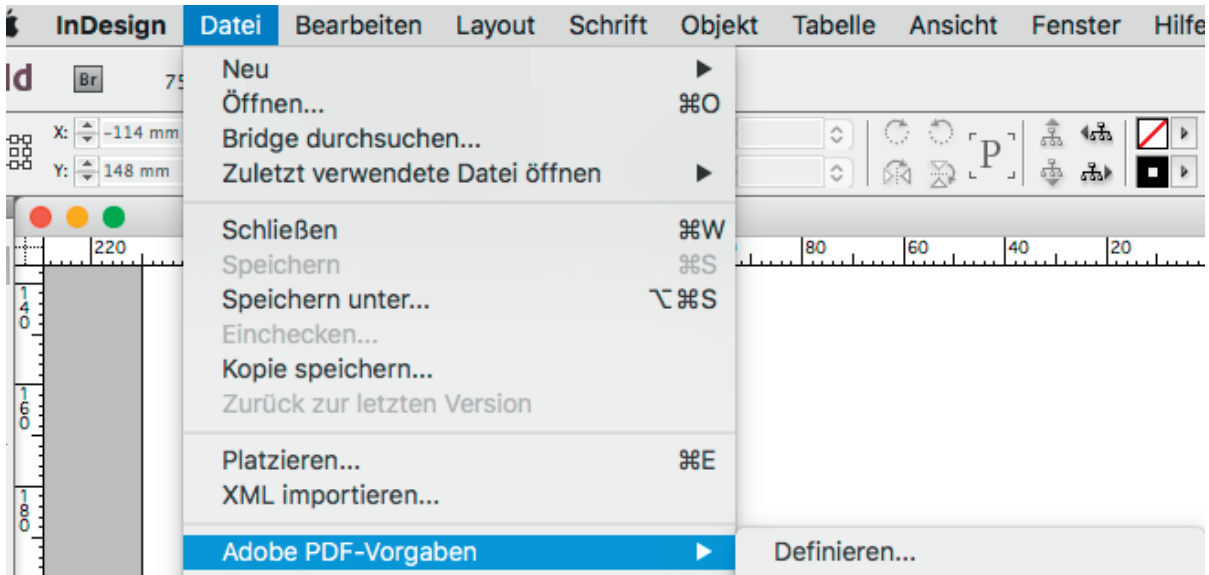 InDesign Datei Bearbeiten Layout Schrift Objekt Tabelle Ansicht Fenster Hilfe
Br 75
X: -114 mm
Y: 148 mm
P
Neu
Öffnen... ⌘O
Bridge durchsuchen...
Zuletzt verwendete Datei öffnen
Schließen ⌘W
Speichern ⌘S
Speichern unter... ⌥⌘S
Einchecken...
Kopie speichern...
Zurück zur letzten Version
Platzieren... ⌘E
XML importieren...
Adobe PDF-Vorgaben
Definieren...
220 80 60 40 20
140
160
180